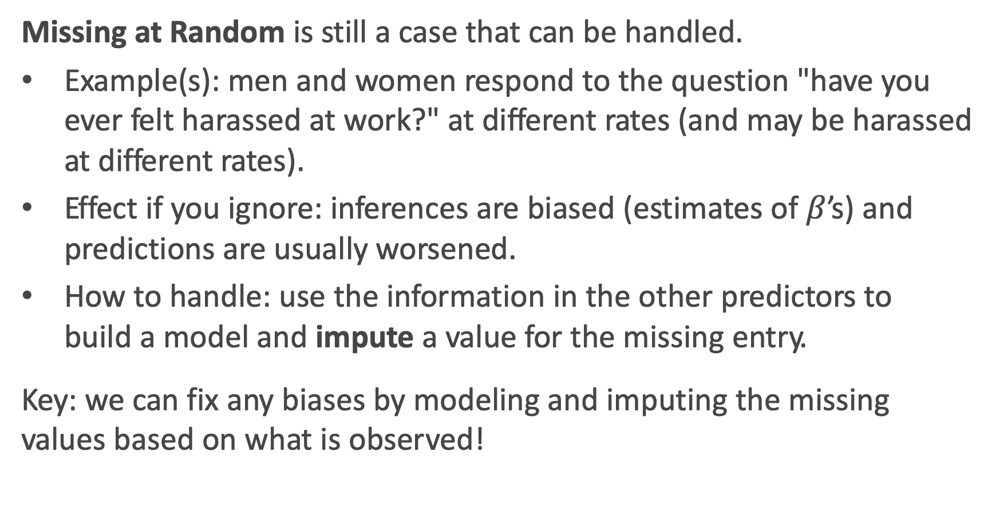 Missing at Random is still a case that can be handled.
• Example(s): men and women respond to the question "have you
ever felt harassed at work?" at different rates (and may be harassed
at different rates).
• Effect if you ignore: inferences are biased (estimates of β’s) and
predictions are usually worsened.
• How to handle: use the information in the other predictors to
build a model and impute a value for the missing entry.
Key: we can fix any biases by modeling and imputing the missing
values based on what is observed!